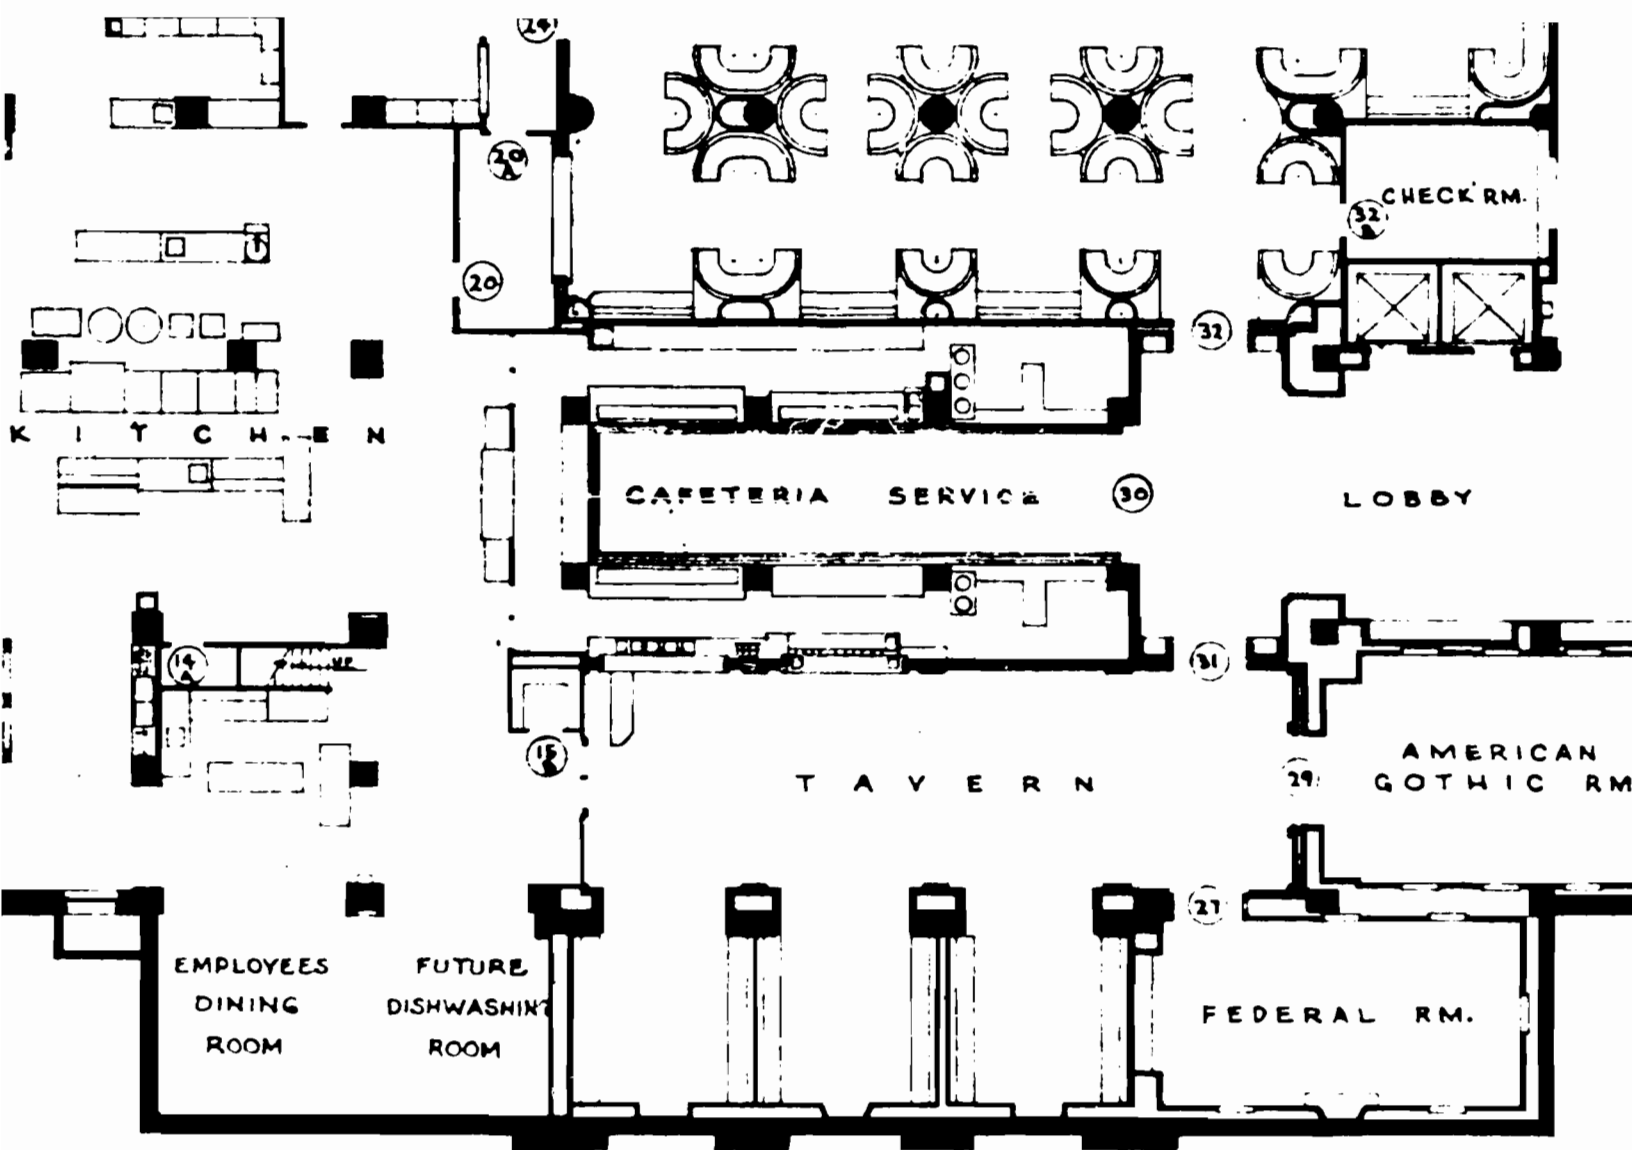 24
20
A
CHECK RM.
32
B
20
32
KITCHEN
CAFETERIA SERVICE
30
LOBBY
14
A
UP
31
15
B
TAVERN
29
AMERICAN
GOTHIC RM
27
EMPLOYEES
DINING
ROOM
FUTURE
DISHWASHING
ROOM
FEDERAL RM.